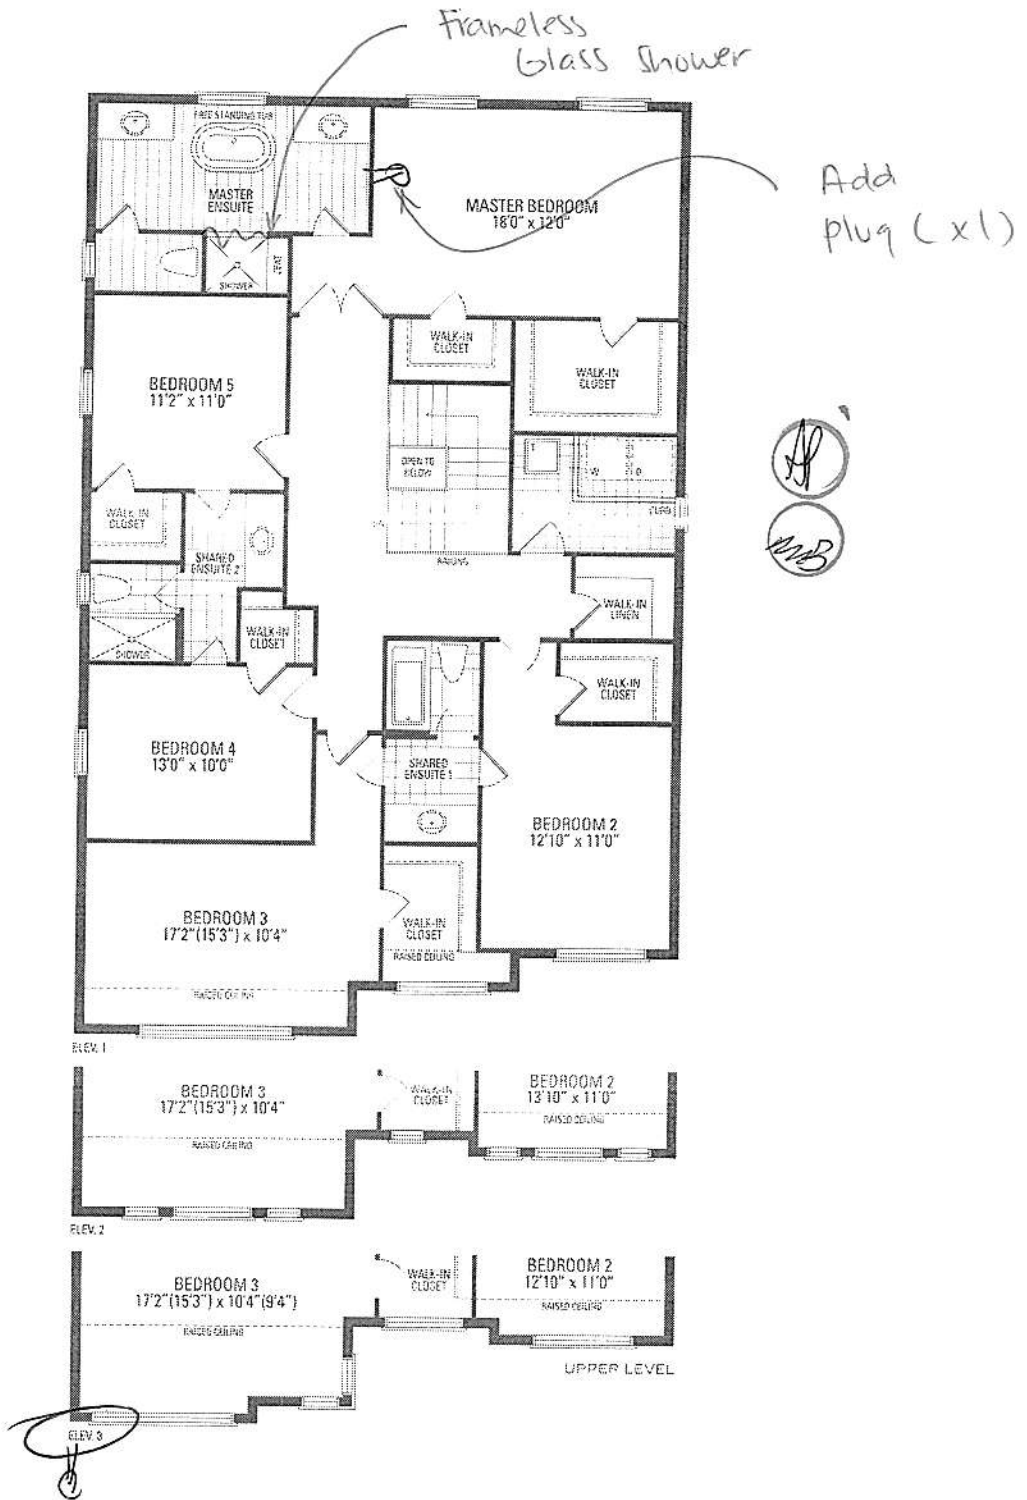 Frameless
Glass Shower
FREE STANDING TUB
MASTER
ENSUITE
MASTER BEDROOM
18'0" x 12'0"
Add
plug (x1)
SEAT
SHOWER
WALK-IN
CLOSET
WALK-IN
CLOSET
BEDROOM 5
11'2" x 11'0"
OPEN TO
BELOW
W
D
WALK-IN
CLOSET
SHARED
ENSUITE 2
RAILING
WALK-IN
LINEN
SHOWER
WALK-IN
CLOSET
WALK-IN
CLOSET
BEDROOM 4
13'0" x 10'0"
SHARED
ENSUITE 1
BEDROOM 2
12'10" x 11'0"
BEDROOM 3
17'2"(15'3") x 10'4"
WALK-IN
CLOSET
RAISED CEILING
RAISED CEILING
ELEV. 1
BEDROOM 3
17'2"(15'3") x 10'4"
RAISED CEILING
WALK-IN
CLOSET
BEDROOM 2
13'10" x 11'0"
RAISED CEILING
ELEV. 2
BEDROOM 3
17'2"(15'3") x 10'4"(9'4")
RAISED CEILING
WALK-IN
CLOSET
BEDROOM 2
12'10" x 11'0"
RAISED CEILING
UPPER LEVEL
ELEV. 3